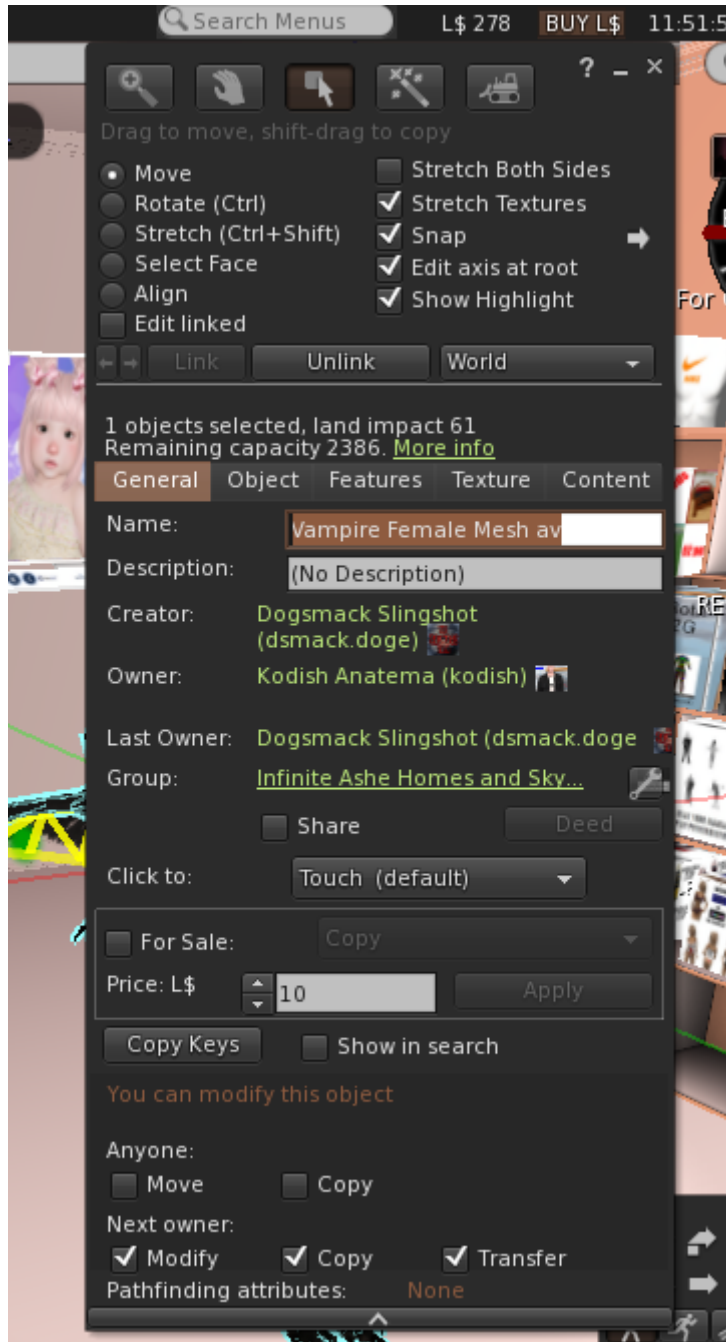 Search Menus L$ 278 BUY L$ 11:51:5
? _ ×
Drag to move, shift-drag to copy
Move Stretch Both Sides
Rotate (Ctrl) Stretch Textures
Stretch (Ctrl+Shift) Snap
Select Face Edit axis at root
Align Show Highlight
For
Edit linked
Link Unlink World
1 objects selected, land impact 61
Remaining capacity 2386. More info
General Object Features Texture Content
Name: Vampire Female Mesh av
Description: (No Description)
RE
Creator: Dogsmack Slingshot
(dsmack.doge)
Owner: Kodish Anatema (kodish)
Last Owner: Dogsmack Slingshot (dsmack.doge
Group: Infinite Ashe Homes and Sky...
Share Deed
Click to: Touch (default)
For Sale: Copy
Price: L$ 10 Apply
Copy Keys Show in search
You can modify this object
Anyone:
Move Copy
Next owner:
Modify Copy Transfer
Pathfinding attributes: None